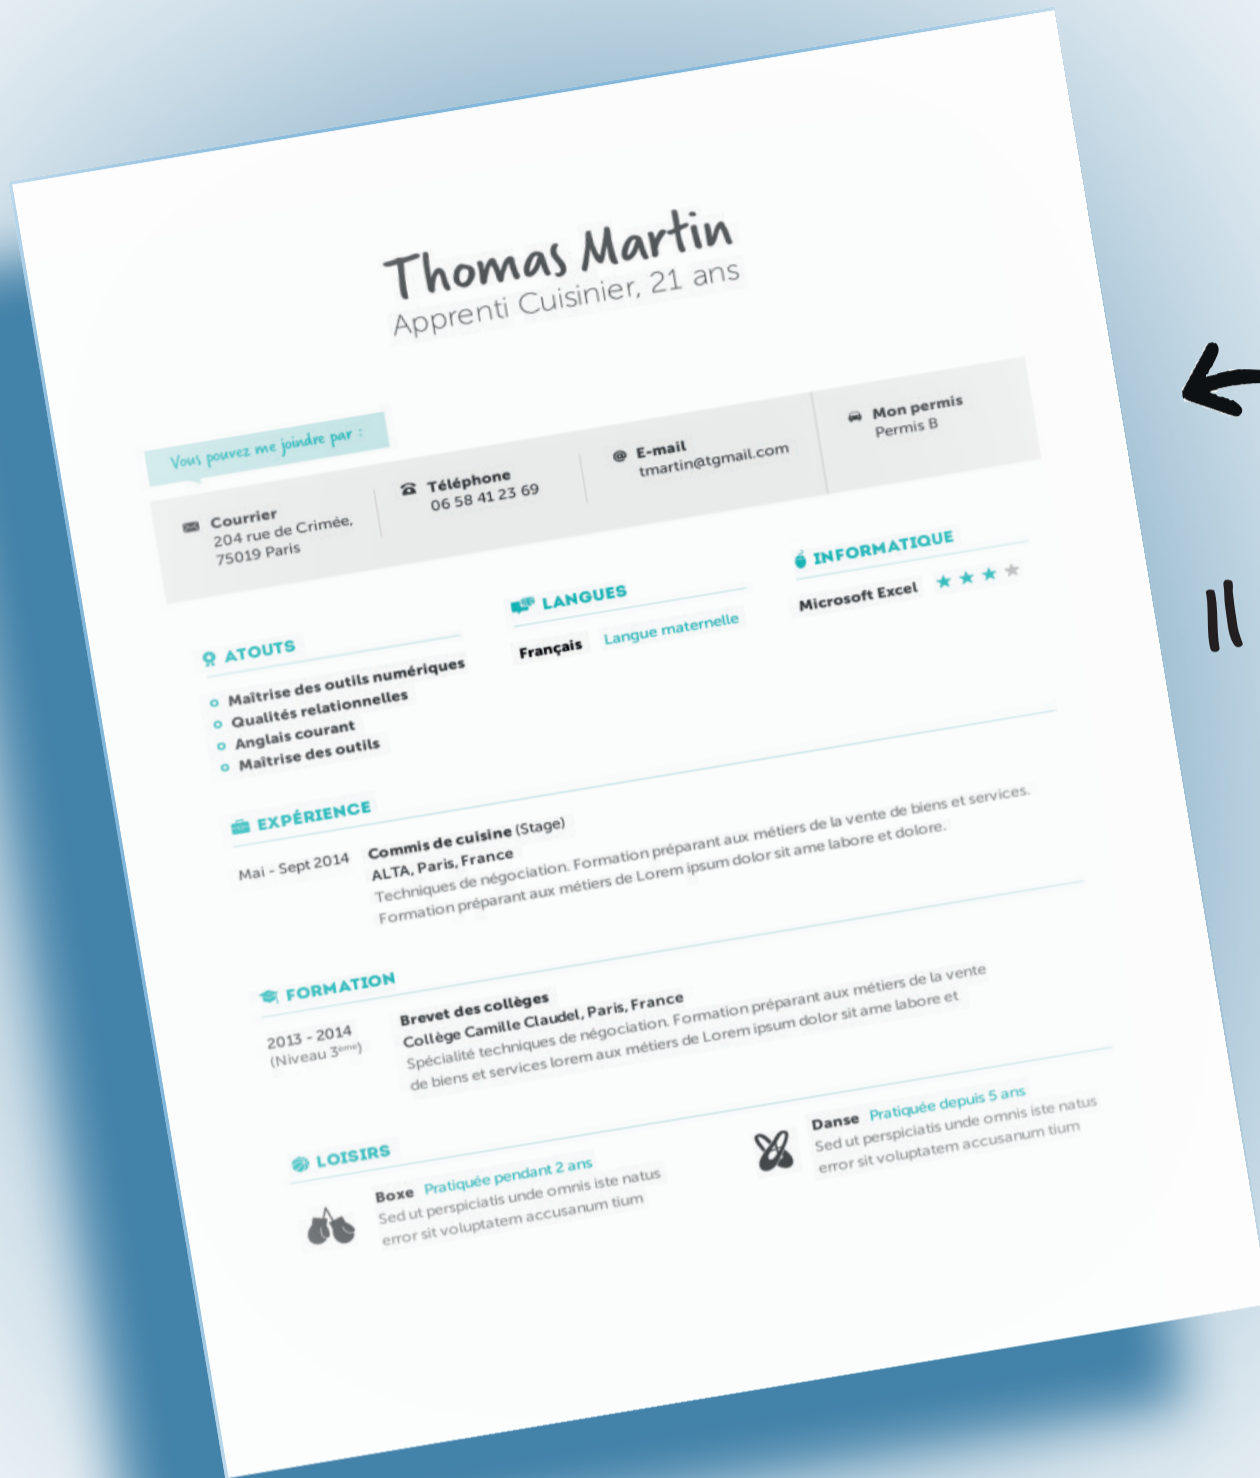 Thomas Martin
Apprenti Cuisinier, 21 ans
Vous pouvez me joindre par :
Courrier
204 rue de Crimée,
75019 Paris
Téléphone
06 58 41 23 69
E-mail
tmartin@tgmail.com
Mon permis
Permis B
ATOUTS
Maîtrise des outils numériques
Qualités relationnelles
Anglais courant
Maîtrise des outils
LANGUES
Français Langue maternelle
INFORMATIQUE
Microsoft Excel
EXPÉRIENCE
Mai - Sept 2014
Commis de cuisine (Stage)
ALTA, Paris, France
Techniques de négociation. Formation préparant aux métiers de la vente de biens et services.
Formation préparant aux métiers de Lorem ipsum dolor sit ame labore et dolore.
FORMATION
2013 - 2014
(Niveau 3ème)
Brevet des collèges
Collège Camille Claudel, Paris, France
Spécialité techniques de négociation. Formation préparant aux métiers de la vente
de biens et services lorem aux métiers de Lorem ipsum dolor sit ame labore et
LOISIRS
Boxe Pratiquée pendant 2 ans
Sed ut perspiciatis unde omnis iste natus
error sit voluptatem accusanum tium
Danse Pratiquée depuis 5 ans
Sed ut perspiciatis unde omnis iste natus
error sit voluptatem accusanum tium